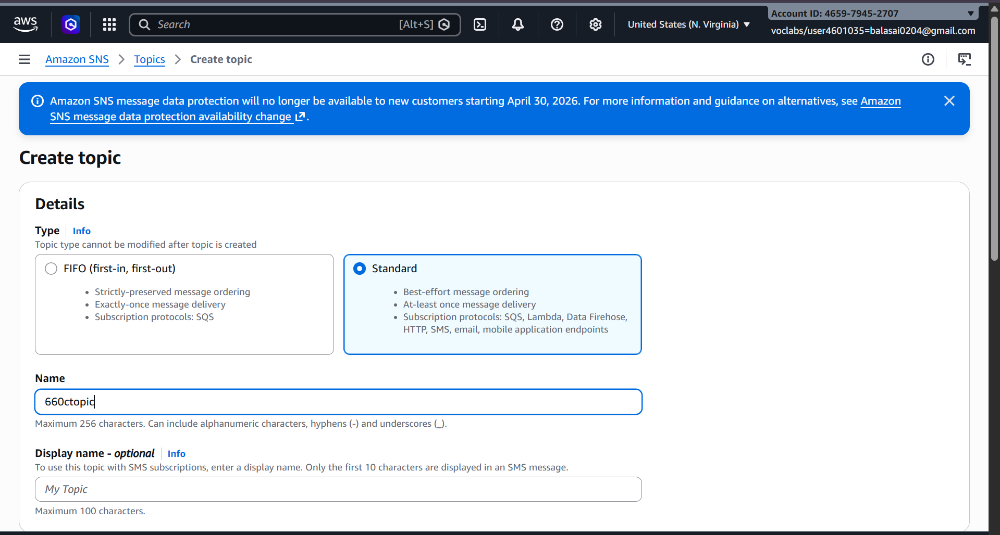 aws
Search
[Alt+S]
United States (N. Virginia)
Account ID: 4659-7945-2707
voclabs/user4601035=balasai0204@gmail.com
Amazon SNS
Topics
Create topic
Amazon SNS message data protection will no longer be available to new customers starting April 30, 2026. For more information and guidance on alternatives, see Amazon
SNS message data protection availability change .
Create topic
Details
Type
Info
Topic type cannot be modified after topic is created
FIFO (first-in, first-out)
• Strictly-preserved message ordering
• Exactly-once message delivery
• Subscription protocols: SQS
Standard
• Best-effort message ordering
• At-least once message delivery
• Subscription protocols: SQS, Lambda, Data Firehose,
HTTP, SMS, email, mobile application endpoints
Name
660ctopic
Maximum 256 characters. Can include alphanumeric characters, hyphens (-) and underscores (_).
Display name - optional
Info
To use this topic with SMS subscriptions, enter a display name. Only the first 10 characters are displayed in an SMS message.
My Topic
Maximum 100 characters.